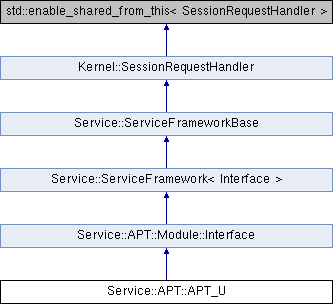 std::enable_shared_from_this< SessionRequestHandler >
Kernel::SessionRequestHandler
Service::ServiceFrameworkBase
Service::ServiceFramework< Interface >
Service::APT::Module::Interface
Service::APT::APT_U